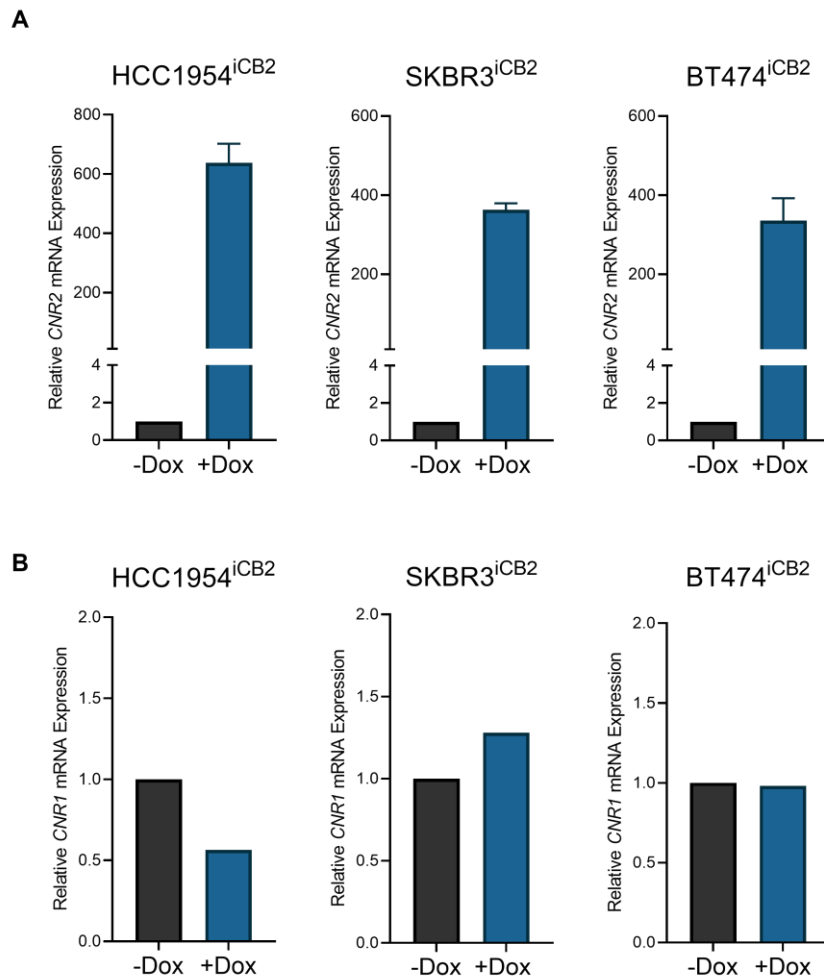 A
HCC1954iCB2
SKBR3iCB2
BT474iCB2
Relative CNR2 mRNA Expression
800
600
400
200
4
2
0
-Dox +Dox
Relative CNR2 mRNA Expression
600
400
200
4
2
0
-Dox +Dox
Relative CNR2 mRNA Expression
600
400
200
4
2
0
-Dox +Dox
B
HCC1954iCB2
SKBR3iCB2
BT474iCB2
Relative CNR1 mRNA Expression
2.0
1.5
1.0
0.5
0.0
-Dox +Dox
Relative CNR1 mRNA Expression
2.0
1.5
1.0
0.5
0.0
-Dox +Dox
Relative CNR1 mRNA Expression
2.0
1.5
1.0
0.5
0.0
-Dox +Dox